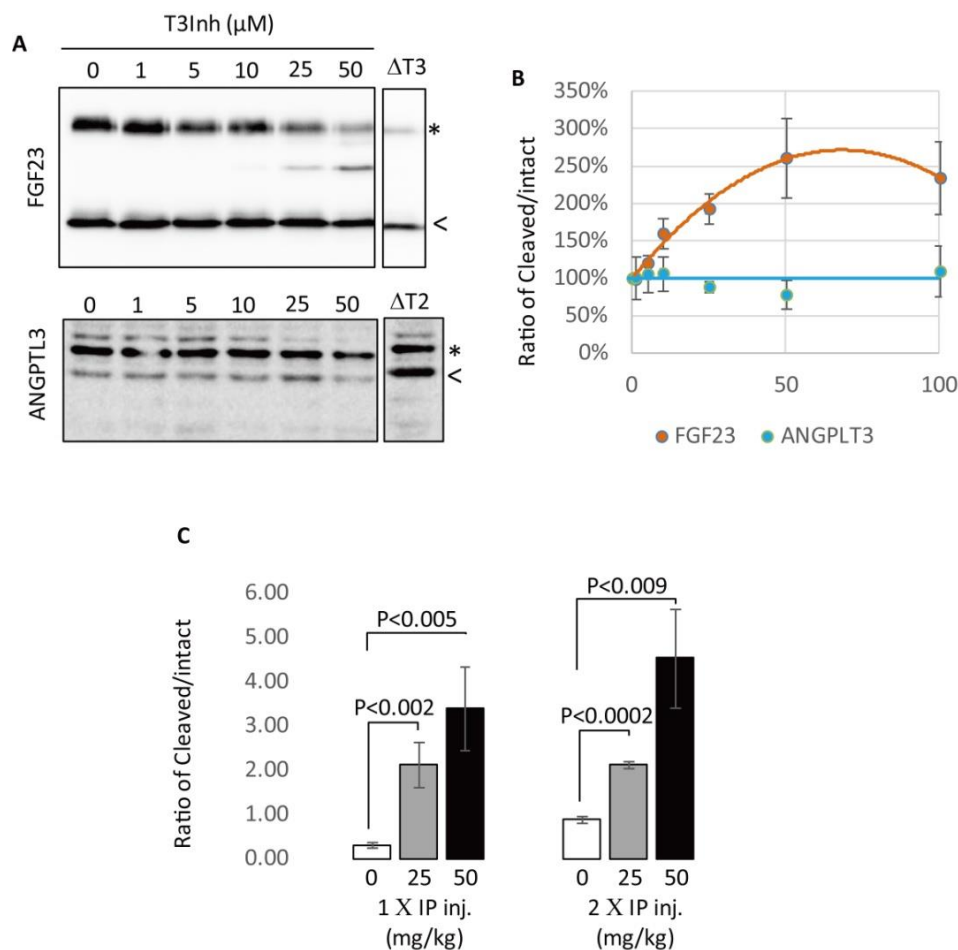 A
T3Inh (μM)
0 1 5 10 25 50 ΔT3
FGF23
*
<
0 1 5 10 25 50 ΔT2
ANGPTL3
*
<
B
Ratio of Cleaved/intact
350%
300%
250%
200%
150%
100%
50%
0%
0 50 100
FGF23 ANGPLT3
C
Ratio of Cleaved/intact
6.00
5.00
4.00
3.00
2.00
1.00
0.00
P<0.005
P<0.002
0 25 50
1 X IP inj.
(mg/kg)
P<0.009
P<0.0002
0 25 50
2 X IP inj.
(mg/kg)